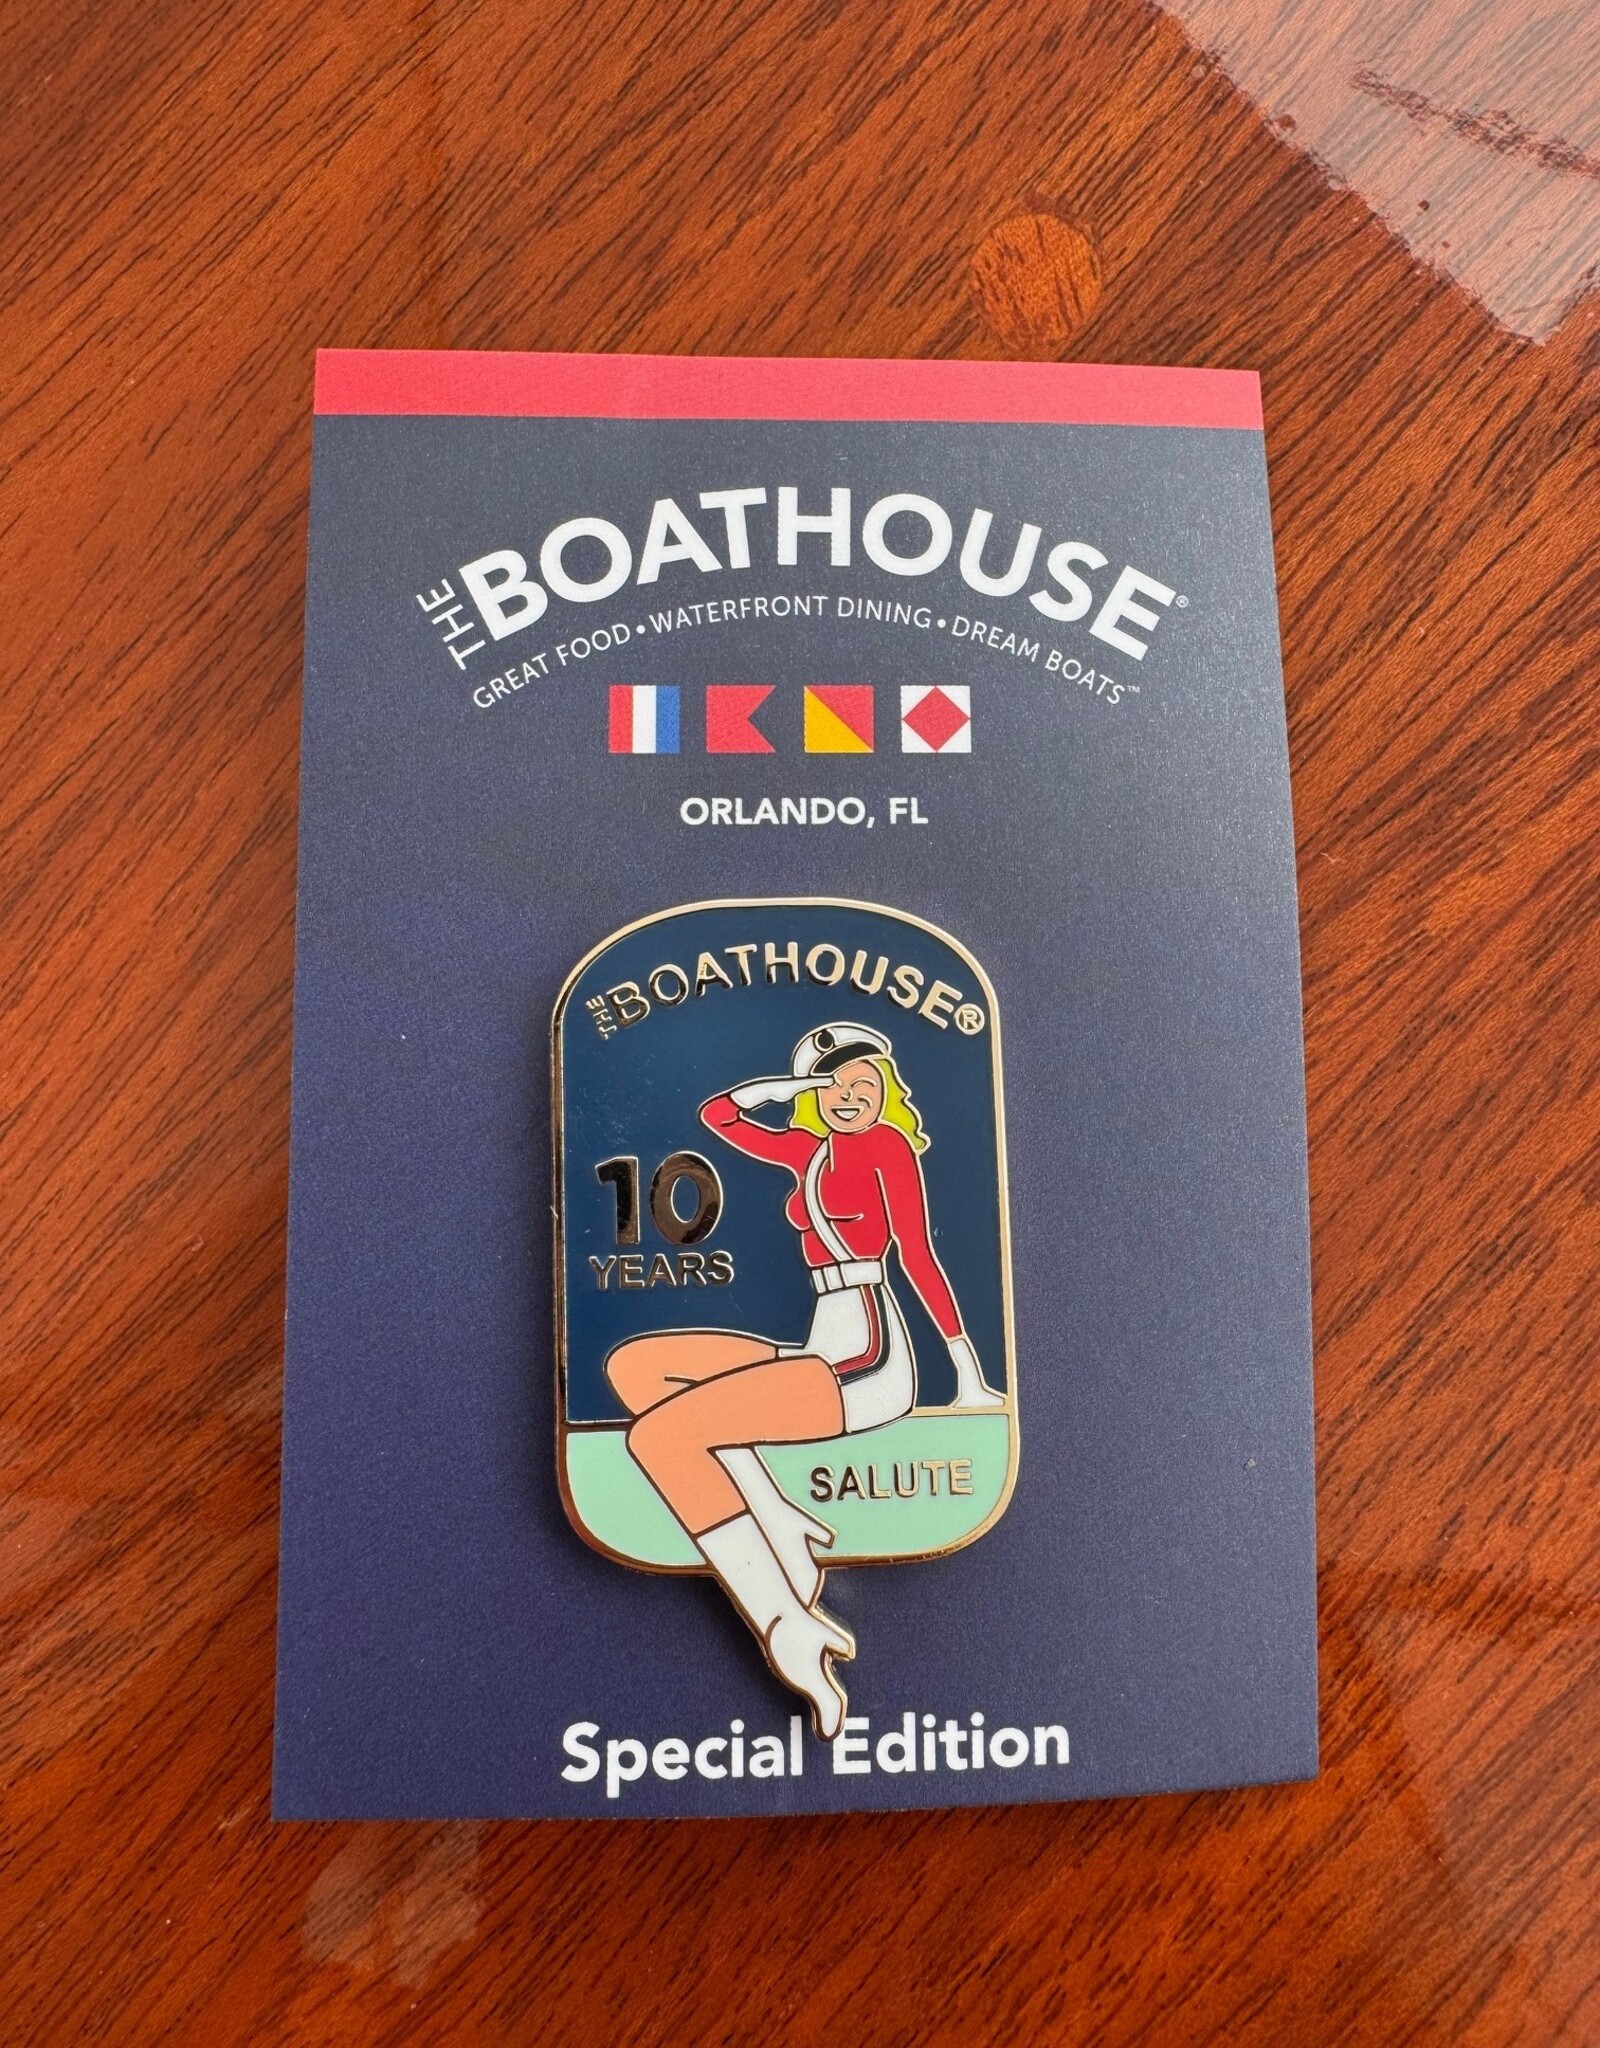 THE BOATHOUSE®
GREAT FOOD • WATERFRONT DINING • DREAM BOATS™
ORLANDO, FL
THE BOATHOUSE®
10
YEARS
SALUTE
Special Edition